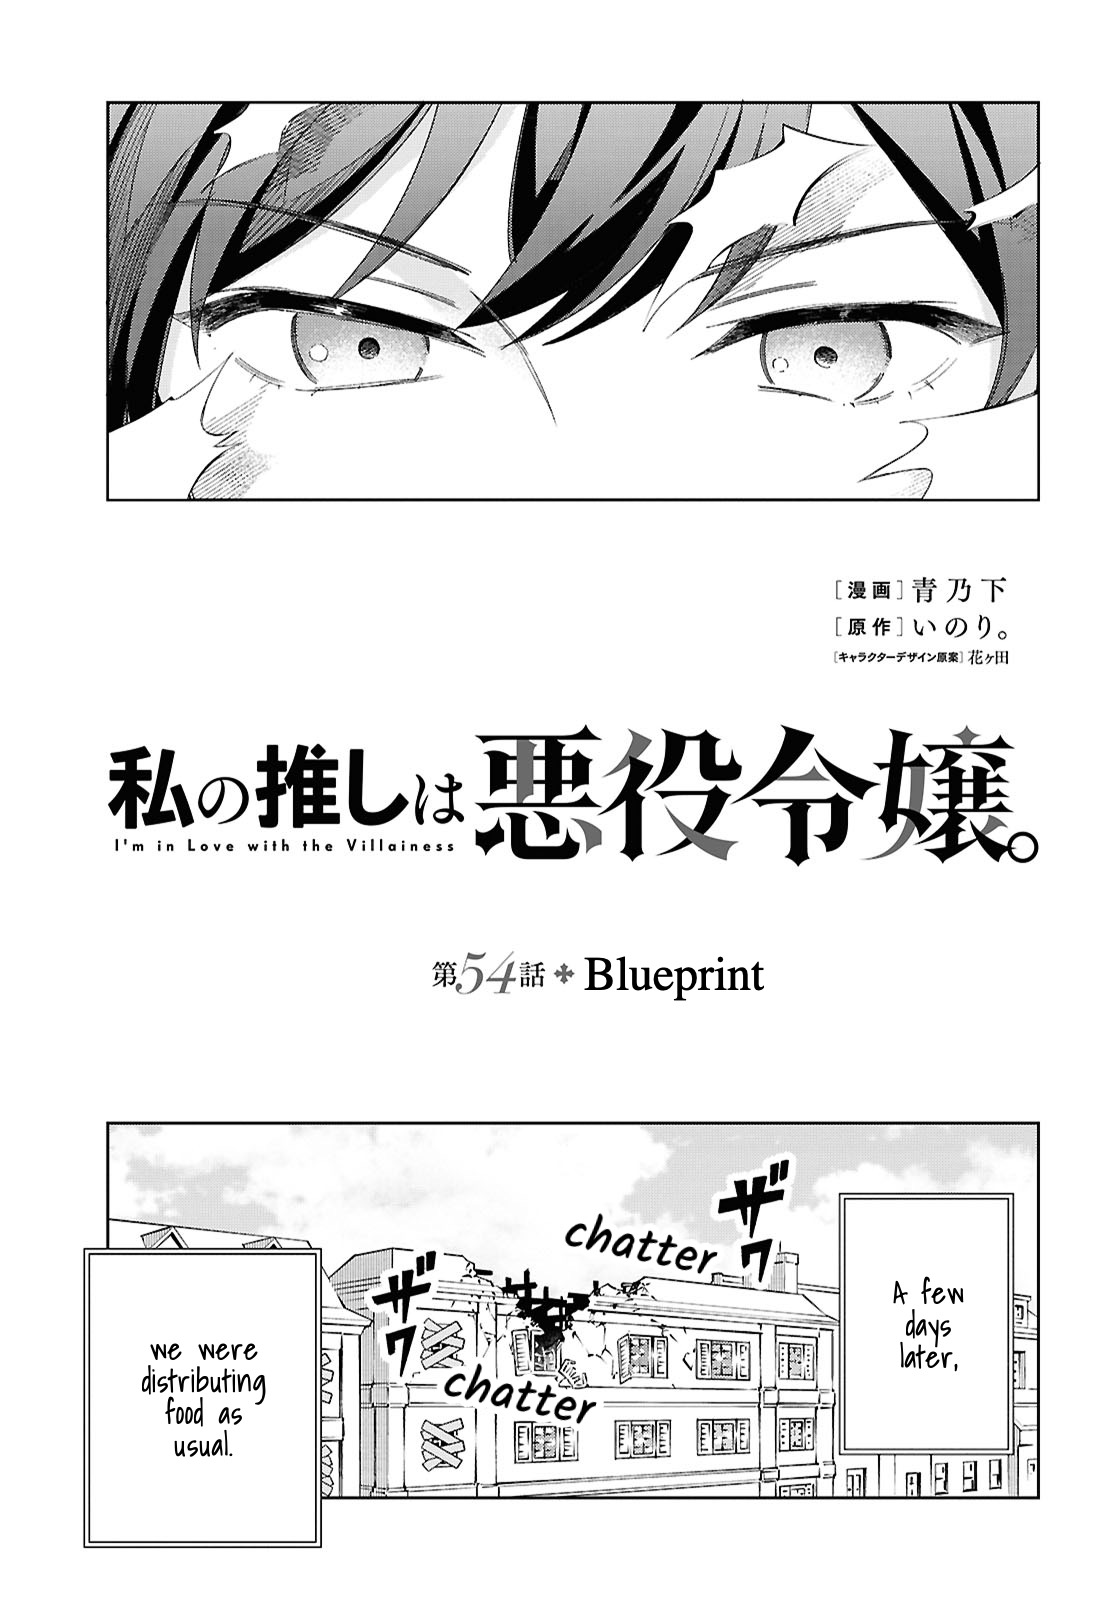 [漫画]青乃下
[原作]いのり。
[キャラクターデザイン原案]花ヶ田
私の推しは悪役令嬢。
I'm in Love with the Villainess
第54話 Blueprint
A few
days
later,
ザワ
chatter
ザワ
chatter
we were
distributing
food as
usual.